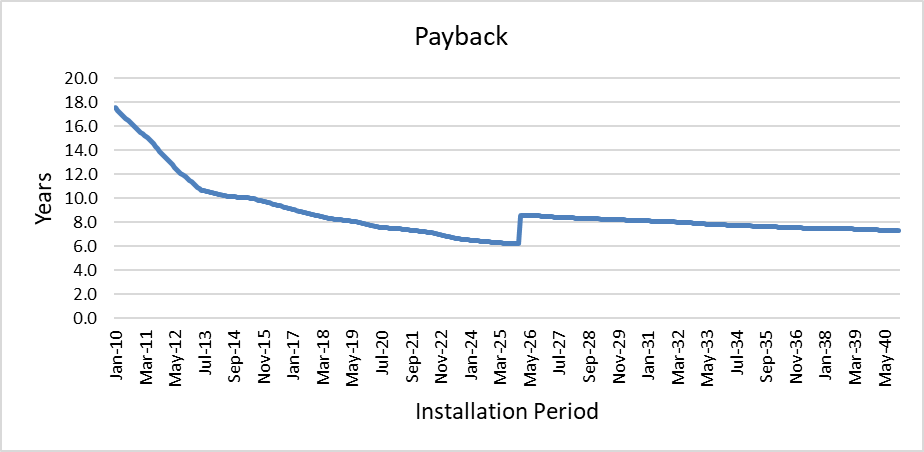 Payback
20.0
18.0
16.0
14.0
12.0
10.0
8.0
6.0
4.0
2.0
0.0
Years
Jan-10
Mar-11
May-12
Jul-13
Sep-14
Nov-15
Jan-17
Mar-18
May-19
Jul-20
Sep-21
Nov-22
Jan-24
Mar-25
May-26
Jul-27
Sep-28
Nov-29
Jan-31
Mar-32
May-33
Jul-34
Sep-35
Nov-36
Jan-38
Mar-39
May-40
Installation Period